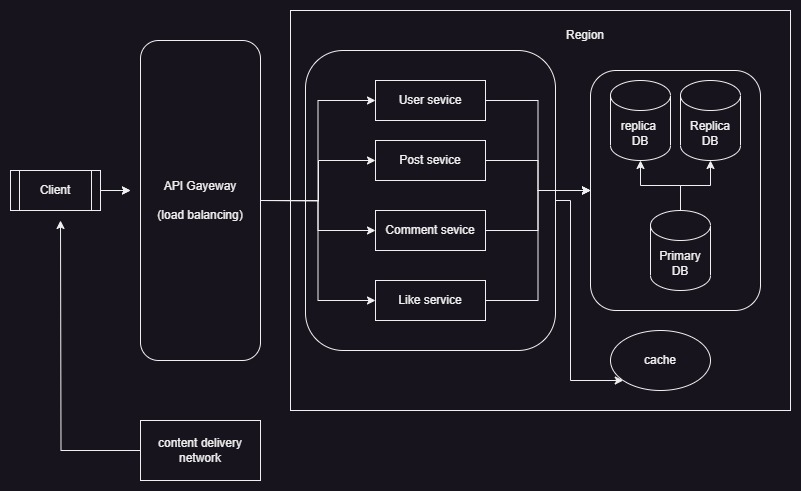 Region
User sevice
Post sevice
Comment sevice
Like service
replica
DB
Replica
DB
Primary
DB
cache
Client
API Gayeway
(load balancing)
content delivery
network